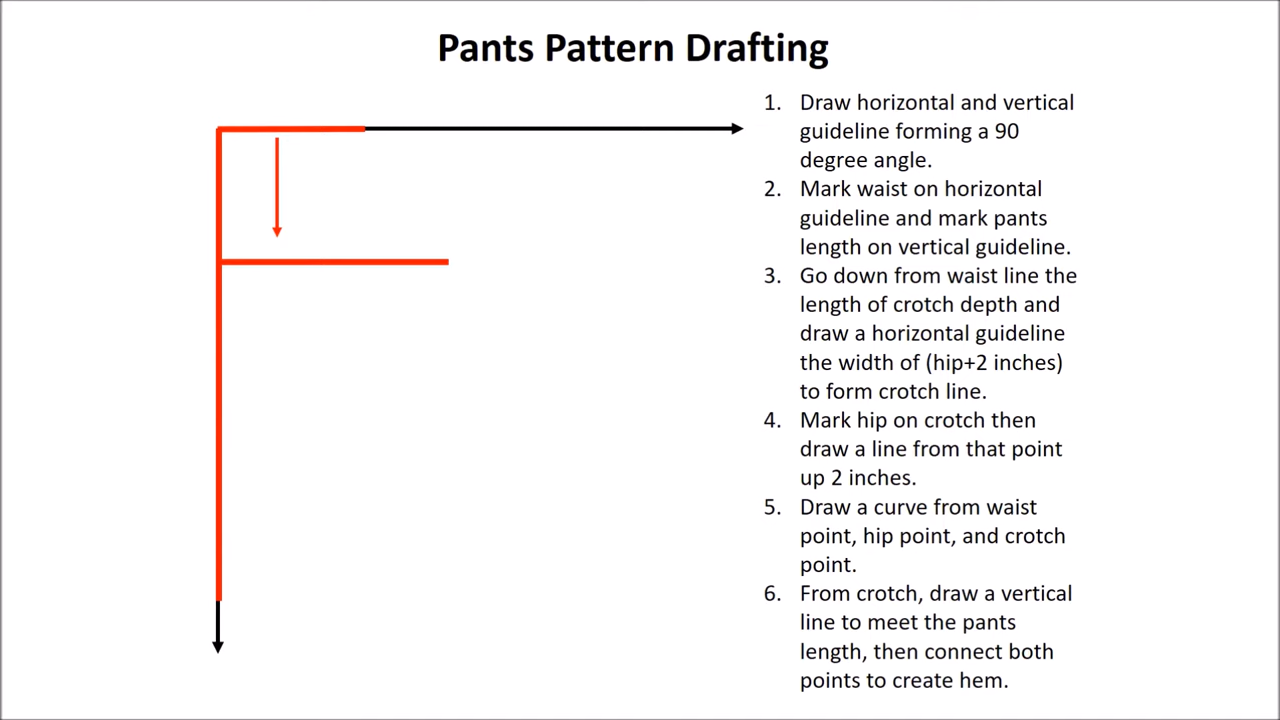 Pants Pattern Drafting
1. Draw horizontal and vertical
guideline forming a 90
degree angle.
2. Mark waist on horizontal
guideline and mark pants
length on vertical guideline.
3. Go down from waist line the
length of crotch depth and
draw a horizontal guideline
the width of (hip+2 inches)
to form crotch line.
4. Mark hip on crotch then
draw a line from that point
up 2 inches.
5. Draw a curve from waist
point, hip point, and crotch
point.
6. From crotch, draw a vertical
line to meet the pants
length, then connect both
points to create hem.